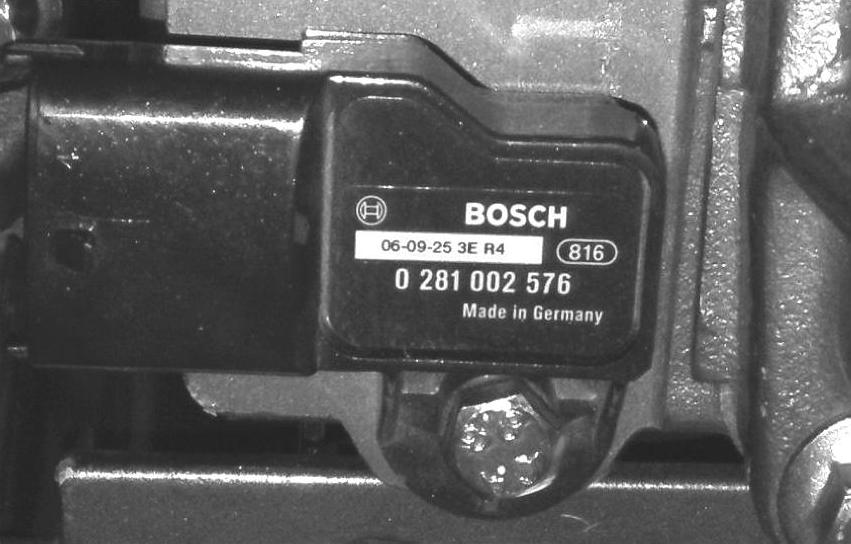 BOSCH
06-09-25 3E R4
816
0 281 002 576
Made in Germany